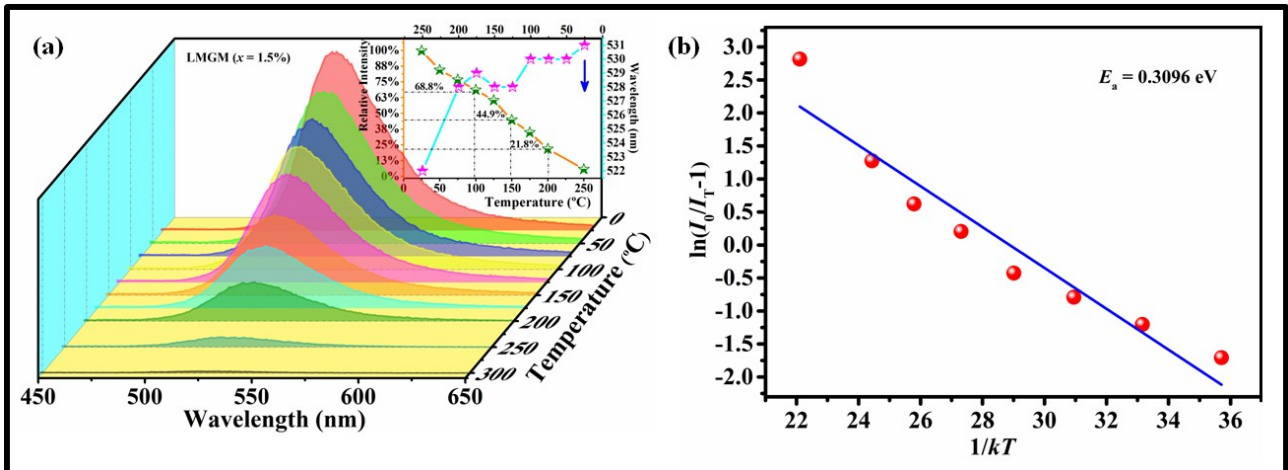 (a)
LMGM (x = 1.5%)
250 200 150 100 50 0
Relative Intensity
100%
88%
75%
63%
50%
38%
25%
13%
0%
68.8%
44.9%
21.8%
531
530
529
528
527
526
525
524
523
522
Wavelength (nm)
0 50 100 150 200 250
Temperature (°C)
0
50
100
150
200
250
300
Temperature (°C)
450 500 550 600 650
Wavelength (nm)
(b)
Ea = 0.3096 eV
ln(I0/IT-1)
3.0
2.5
2.0
1.5
1.0
0.5
0.0
-0.5
-1.0
-1.5
-2.0
22 24 26 28 30 32 34 36
1/kT